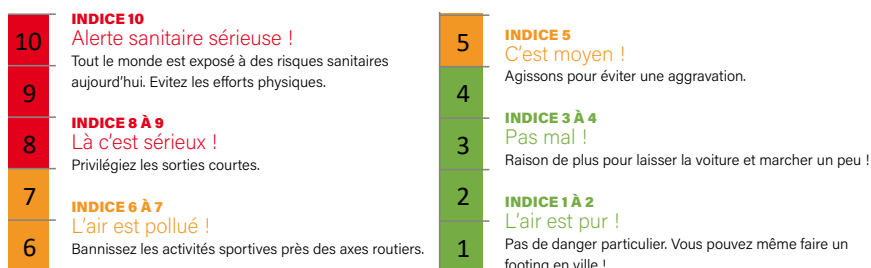 10
INDICE 10
Alerte sanitaire sérieuse !
Tout le monde est exposé à des risques sanitaires
aujourd'hui. Evitez les efforts physiques.
9
INDICE 8 À 9
8
Là c'est sérieux !
Privilégiez les sorties courtes.
7
INDICE 6 À 7
L'air est pollué !
6
Bannissez les activités sportives près des axes routiers.
5
INDICE 5
C'est moyen !
Agissons pour éviter une aggravation.
4
INDICE 3 À 4
3
Pas mal !
Raison de plus pour laisser la voiture et marcher un peu !
2
INDICE 1 À 2
L'air est pur !
1
Pas de danger particulier. Vous pouvez même faire un
footing en ville !